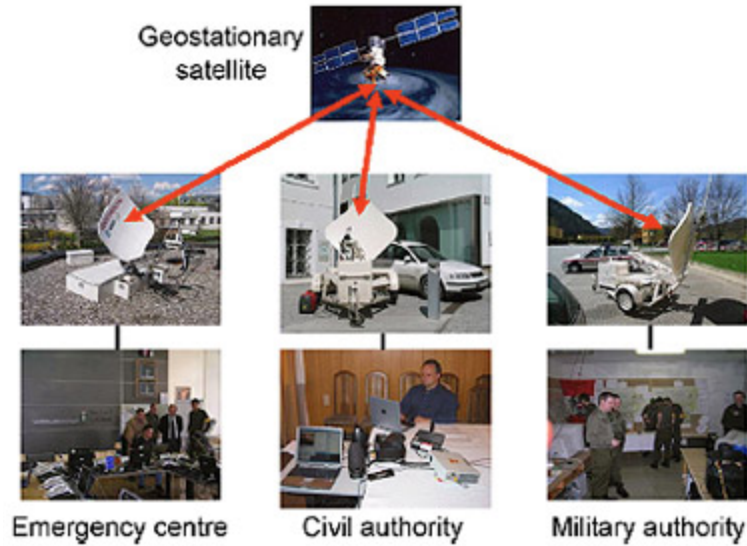 Geostationary
satellite
Emergency centre
Civil authority
Military authority